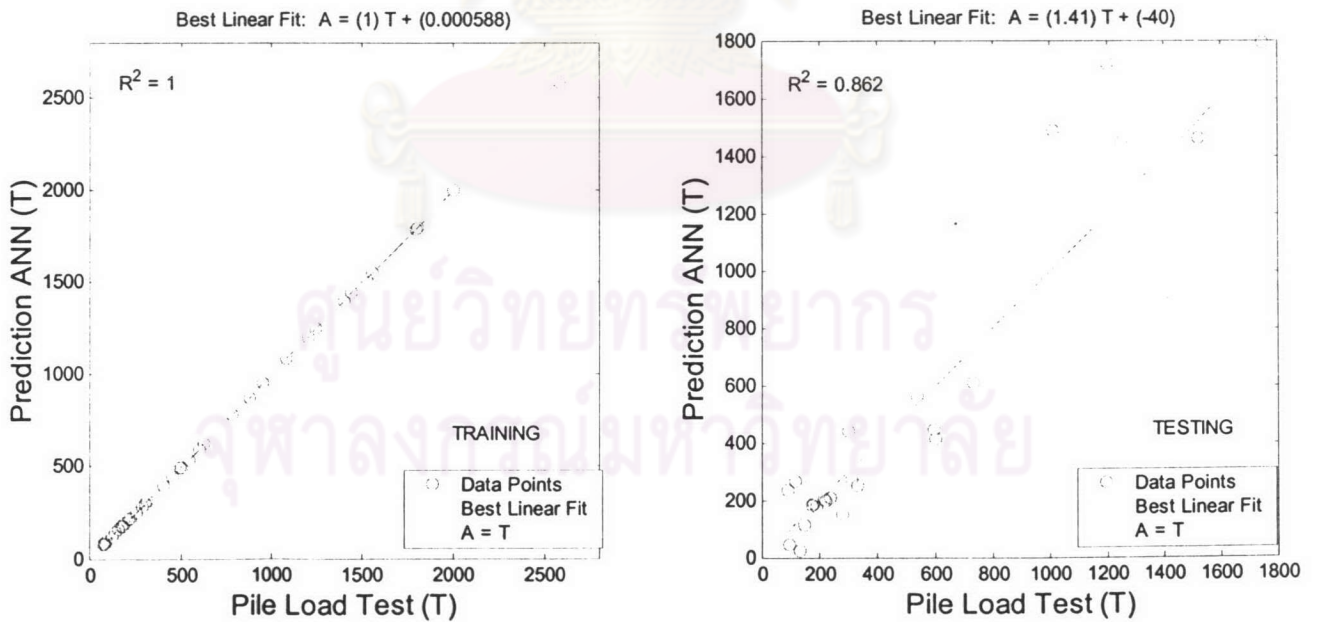 Best Linear Fit: A = (1) T + (0.000588)
R² = 1
Prediction ANN (T)
2500
2000
1500
1000
500
0
0 500 1000 1500 2000 2500
Pile Load Test (T)
TRAINING
Data Points
Best Linear Fit
A = T
Best Linear Fit: A = (1.41) T + (-40)
R² = 0.862
Prediction ANN (T)
1800
1600
1400
1200
1000
800
600
400
200
0
0 200 400 600 800 1000 1200 1400 1600 1800
Pile Load Test (T)
TESTING
Data Points
Best Linear Fit
A = T
ศูนย์วิทยทรัพยากร
จุฬาลงกรณ์มหาวิทยาลัย